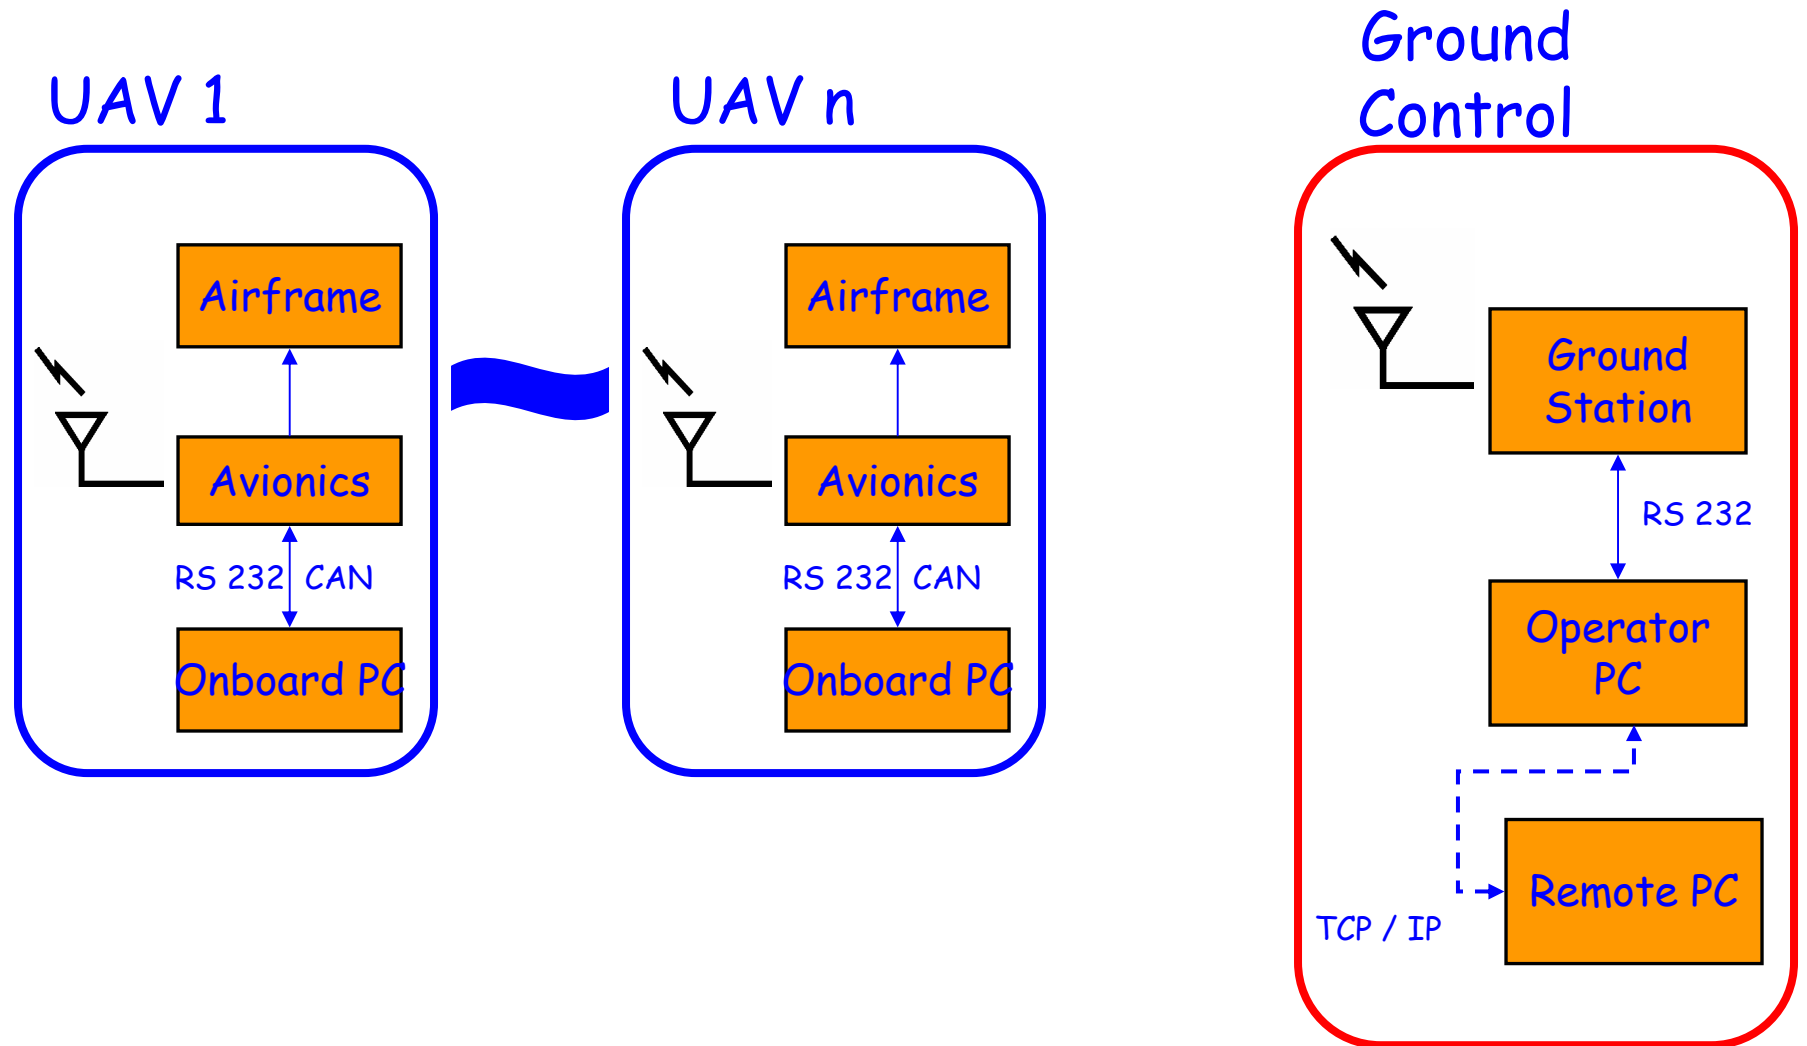 UAV 1
Airframe
Avionics
RS 232 CAN
Onboard PC
UAV n
Airframe
Avionics
RS 232 CAN
Onboard PC
Ground
Control
Ground
Station
RS 232
Operator
PC
Remote PC
TCP / IP